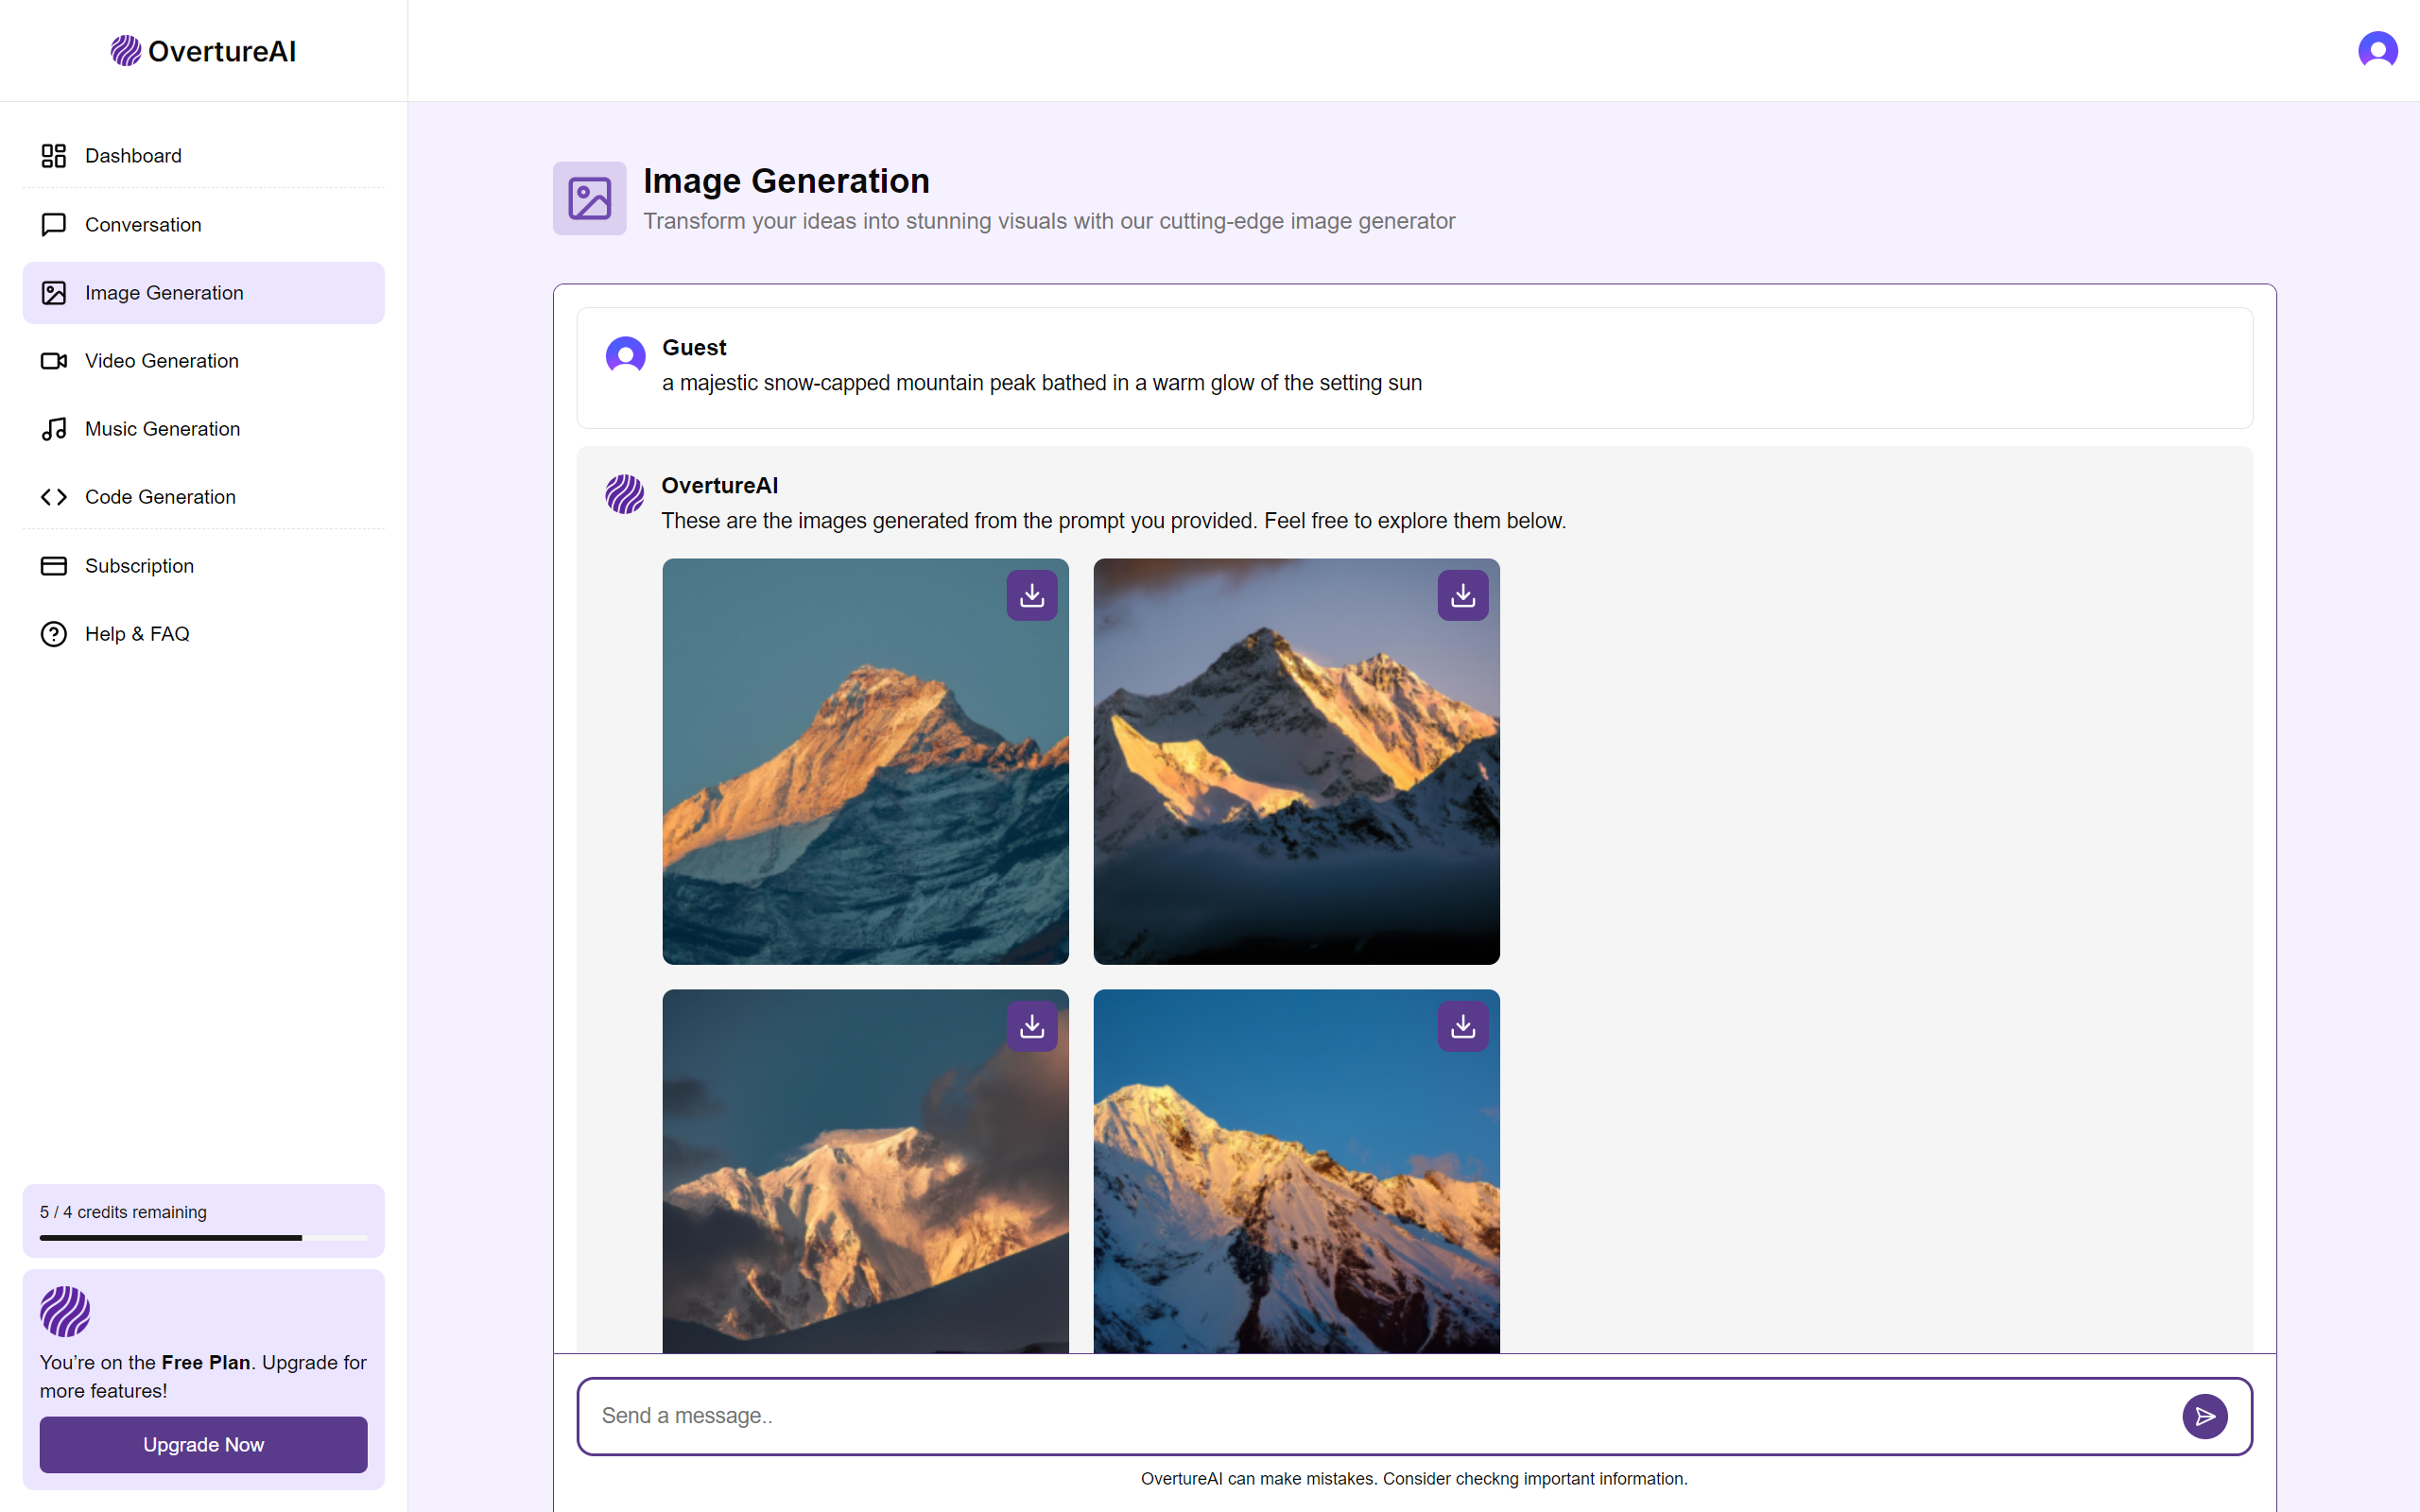 OvertureAI
Dashboard
Conversation
Image Generation
Video Generation
Music Generation
Code Generation
Subscription
Help & FAQ
5 / 4 credits remaining
You’re on the Free Plan. Upgrade for
more features!
Upgrade Now
Image Generation
Transform your ideas into stunning visuals with our cutting-edge image generator
Guest
a majestic snow-capped mountain peak bathed in a warm glow of the setting sun
OvertureAI
These are the images generated from the prompt you provided. Feel free to explore them below.
Send a message..
OvertureAI can make mistakes. Consider checkng important information.